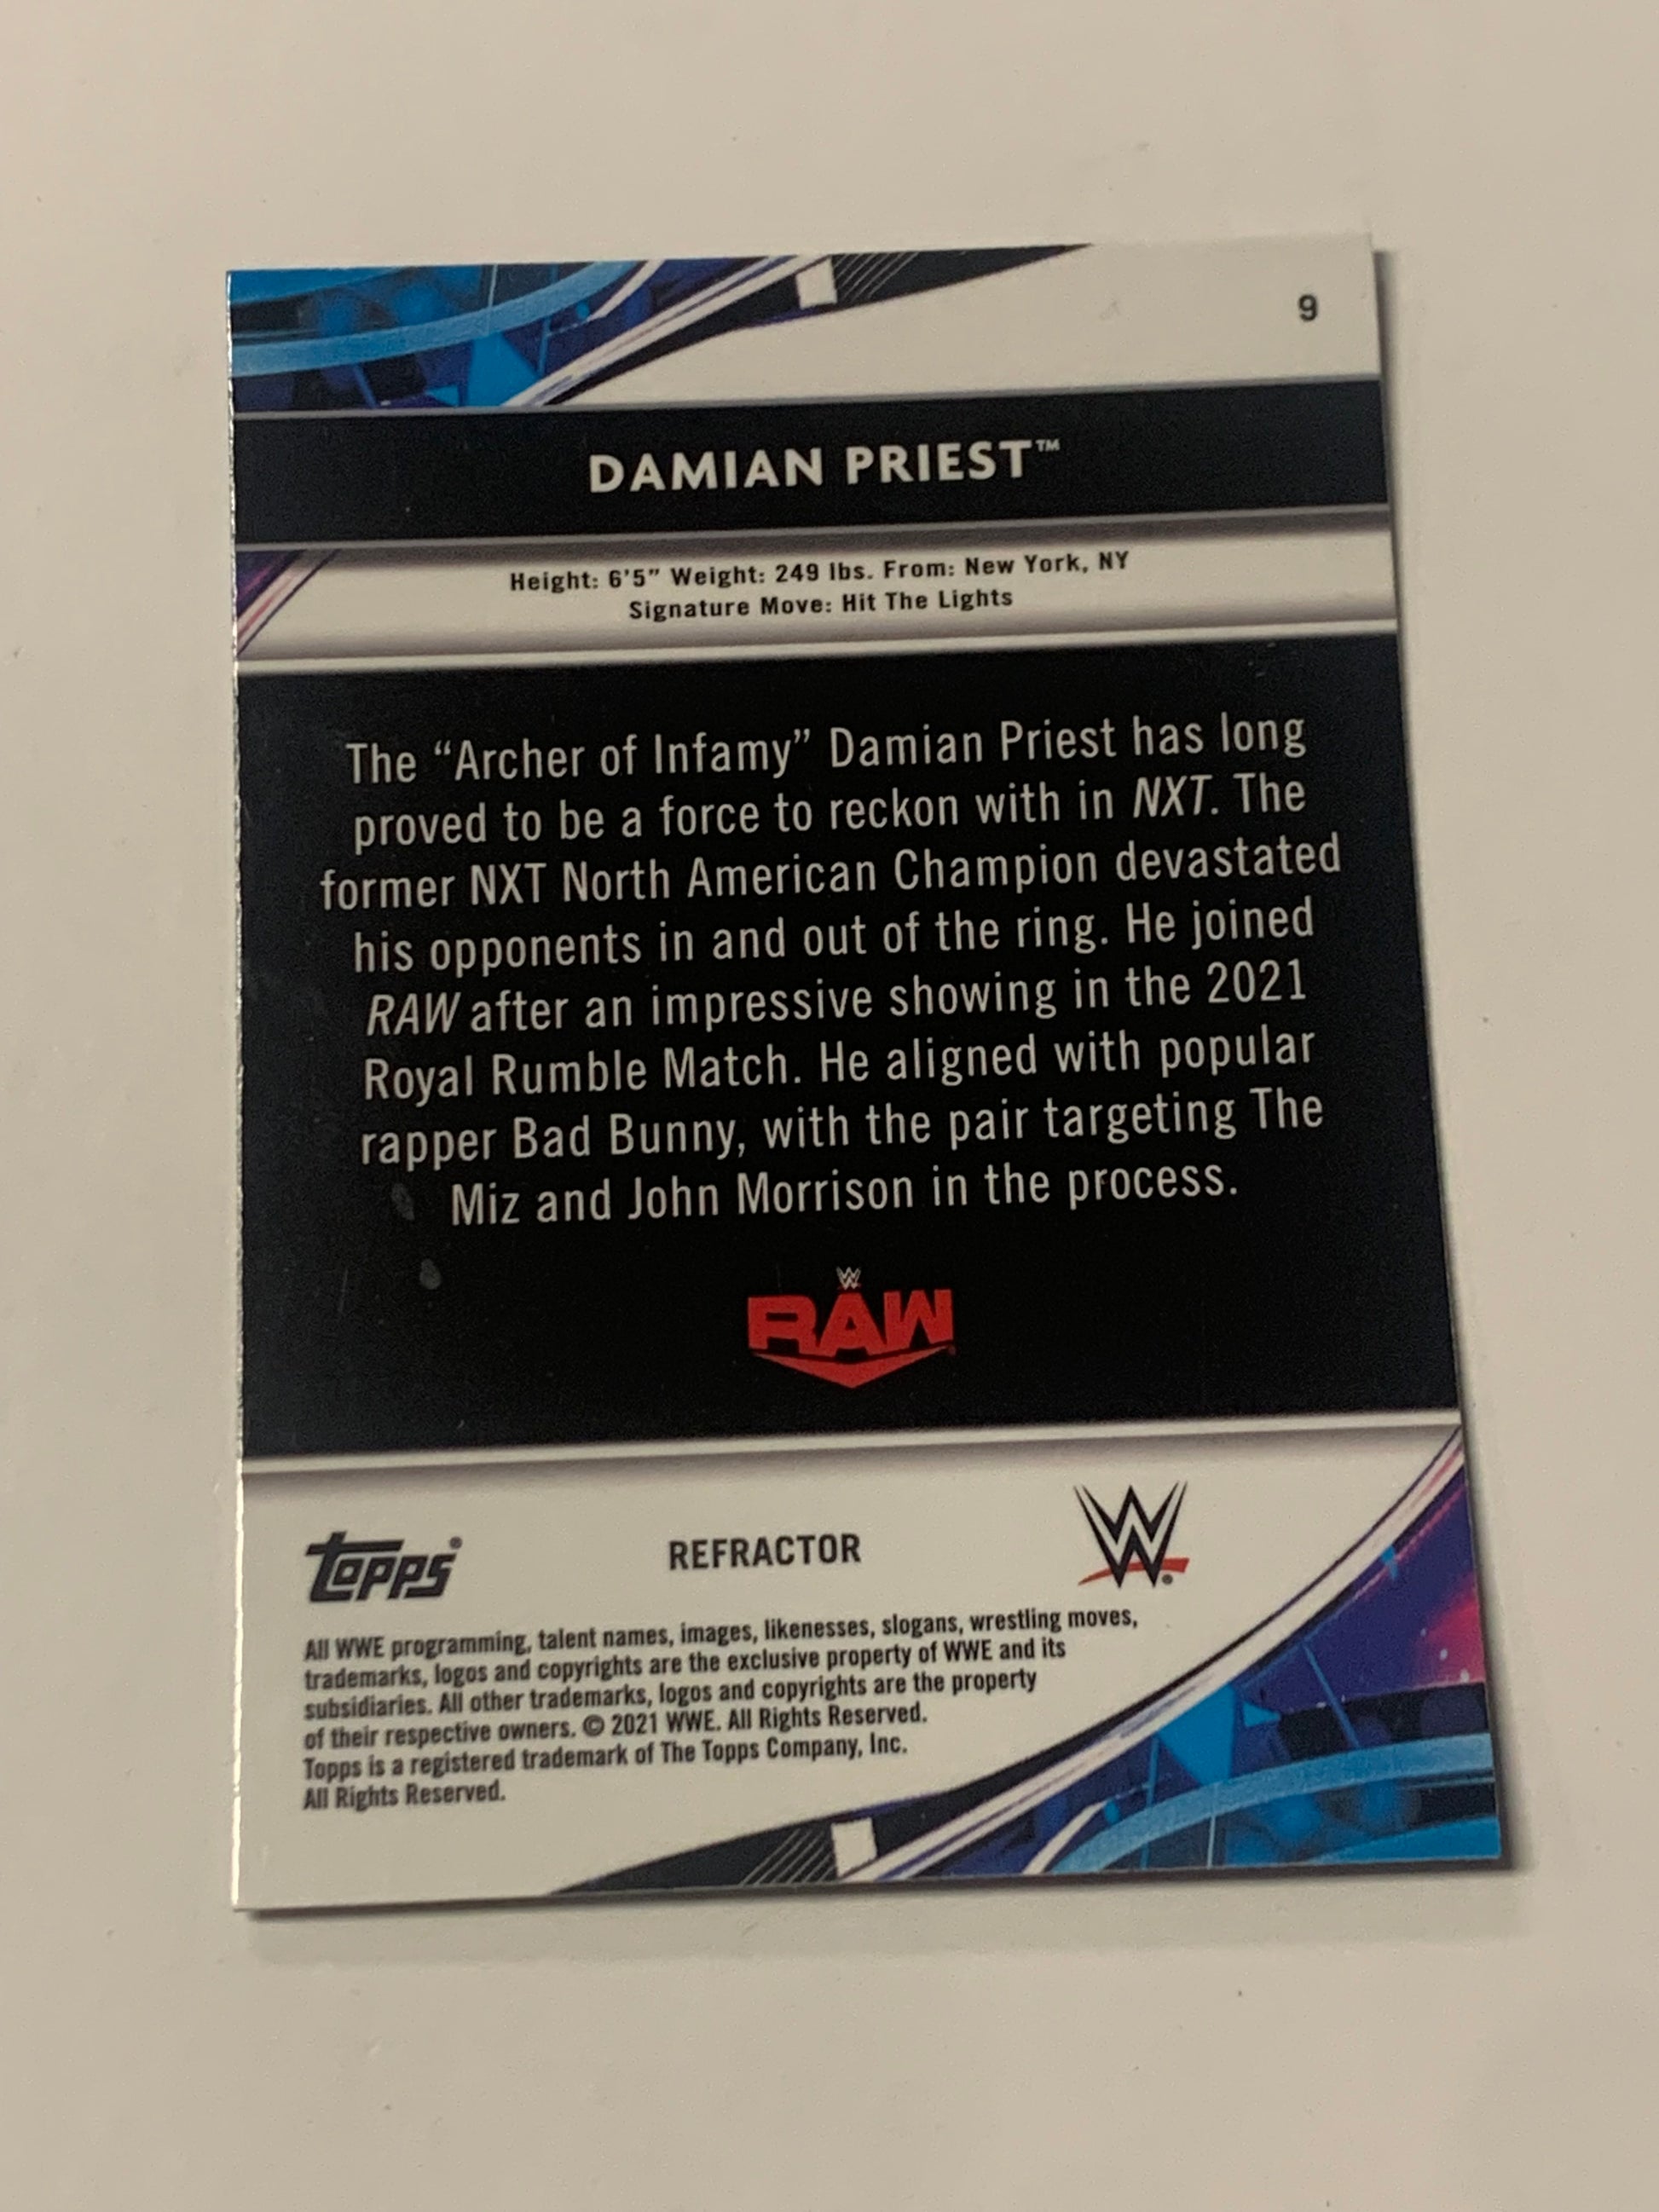 9
DAMIAN PRIEST™
Height: 6'5” Weight: 249 lbs. From: New York, NY
Signature Move: Hit The Lights
The “Archer of Infamy” Damian Priest has long
proved to be a force to reckon with in NXT. The
former NXT North American Champion devastated
his opponents in and out of the ring. He joined
RAW after an impressive showing in the 2021
Royal Rumble Match. He aligned with popular
rapper Bad Bunny, with the pair targeting The
Miz and John Morrison in the process.
W
RAW
topps® REFRACTOR W
All WWE programming, talent names, images, likenesses, slogans, wrestling moves,
trademarks, logos and copyrights are the exclusive property of WWE and its
subsidiaries. All other trademarks, logos and copyrights are the property
of their respective owners. © 2021 WWE. All Rights Reserved.
Topps is a registered trademark of The Topps Company, Inc.
All Rights Reserved.